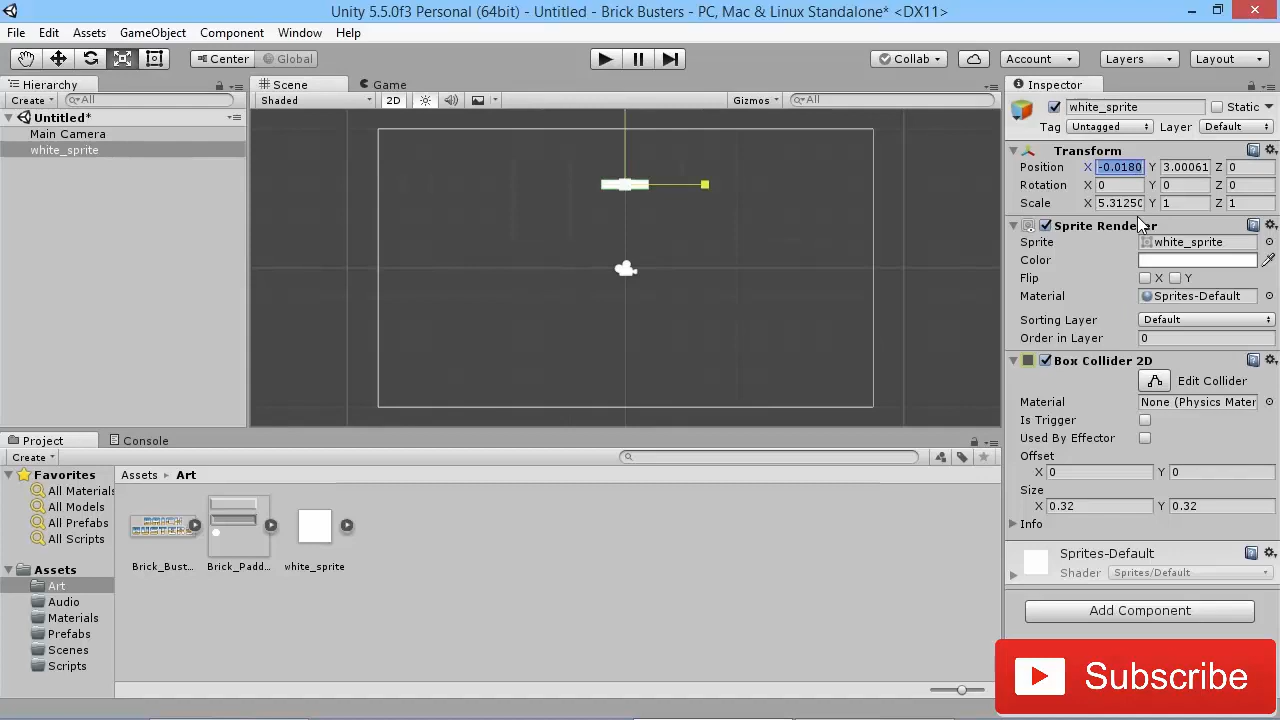 Unity 5.5.0f3 Personal (64bit) - Untitled - Brick Busters - PC, Mac & Linux Standalone* <DX11>
File Edit Assets GameObject Component Window Help
Center Global Collab Account Layers Layout
Hierarchy Scene Game Inspector
Create All Shaded 2D Gizmos All white_sprite Static
Untitled*
Tag Untagged Layer Default
Main Camera
white_sprite
Transform
Position X -0.0180 Y 3.00061 Z 0
Rotation X 0 Y 0 Z 0
Scale X 5.31250 Y 1 Z 1
Sprite Renderer
Sprite white_sprite
Color
Flip X Y
Material Sprites-Default
Sorting Layer Default
Order in Layer 0
Box Collider 2D
Edit Collider
Material None (Physics Mater
Is Trigger
Used By Effector
Offset
X 0 Y 0
Size
X 0.32 Y 0.32
Info
Sprites-Default
Shader Sprites/Default
Add Component
Project Console
Create
Favorites
All Materials
All Models
All Prefabs
All Scripts
Assets
Art
Audio
Materials
Prefabs
Scenes
Scripts
Assets Art
Brick_Bust... Brick_Padd... white_sprite
Subscribe